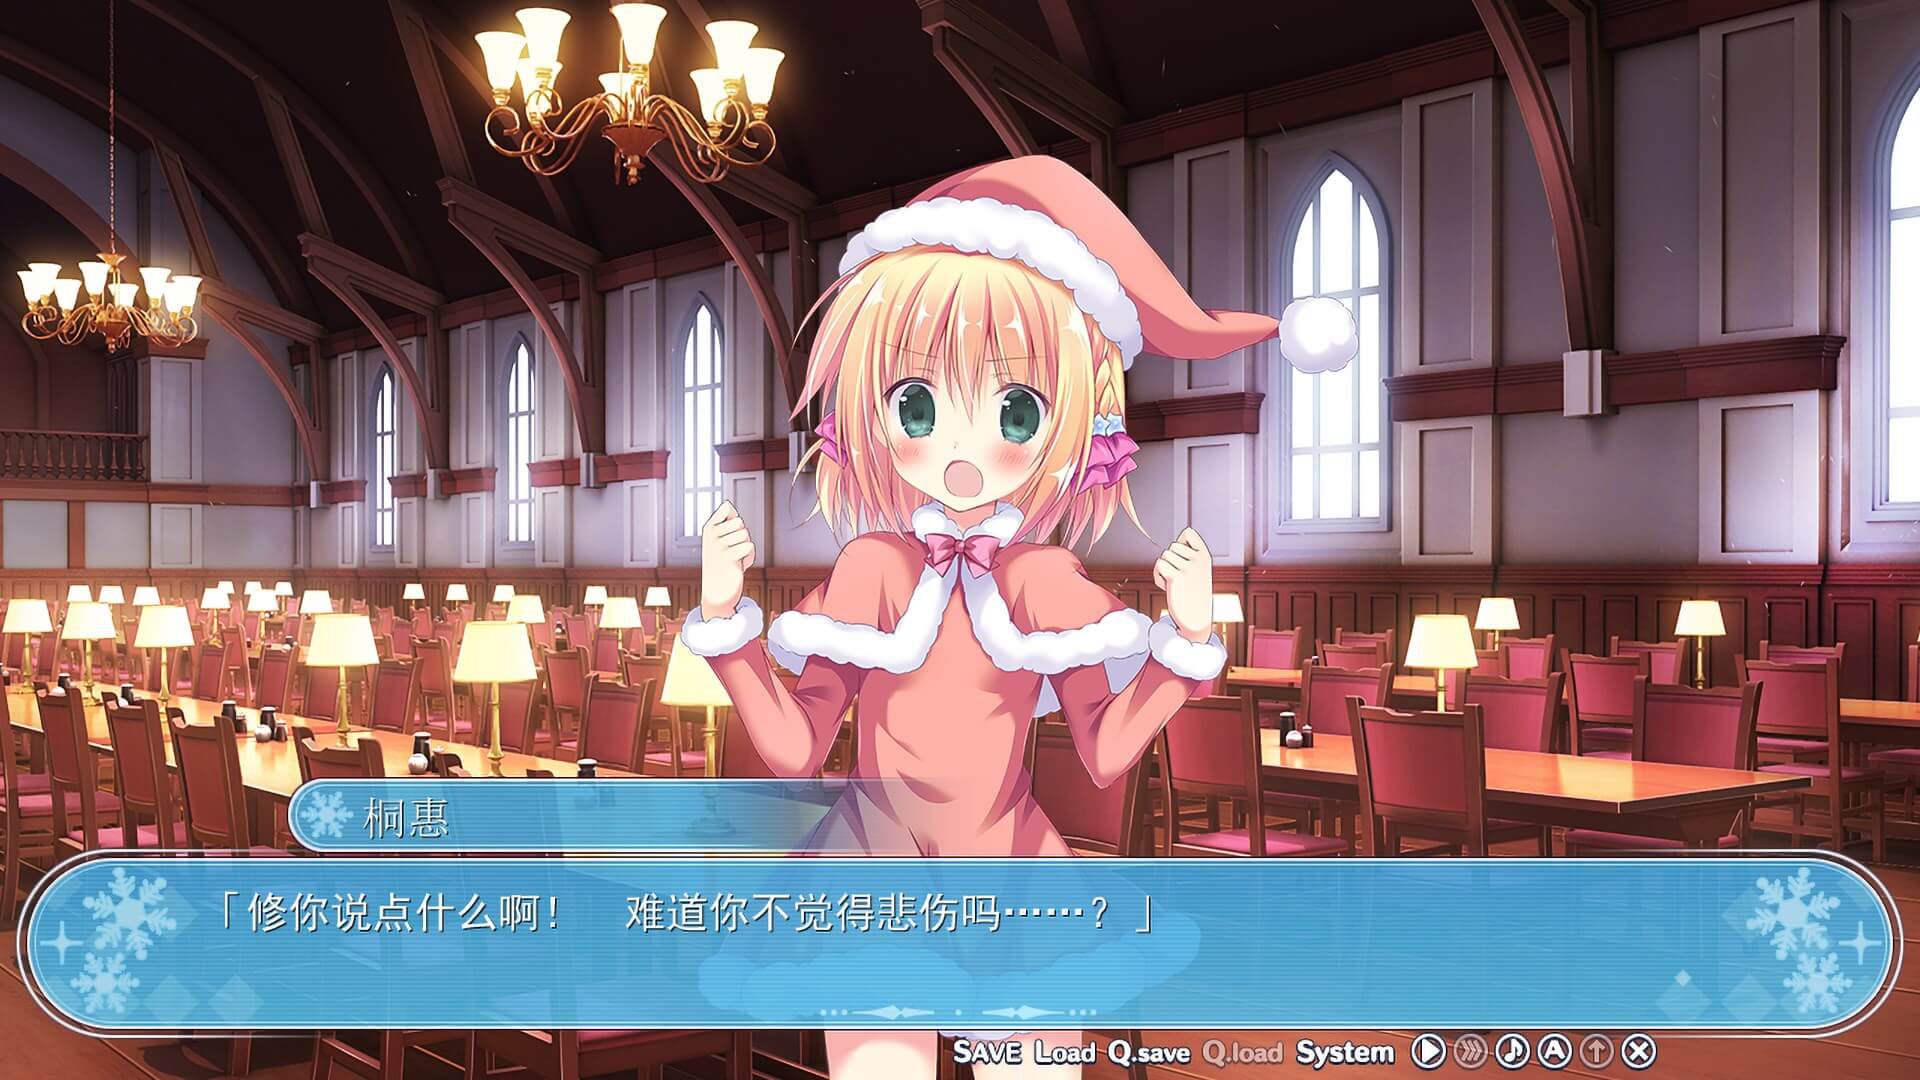 桐惠
「修你说点什么啊！　难道你不觉得悲伤吗……？」
SAVE Load Q.save Q.load System